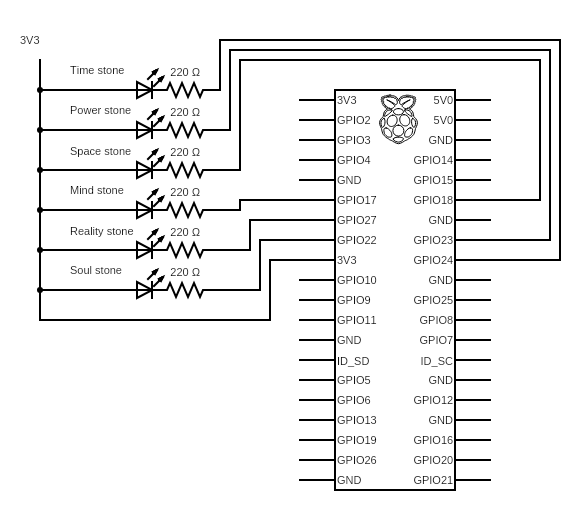 3V3
Time stone
220 Ω
Power stone
220 Ω
Space stone
220 Ω
Mind stone
220 Ω
Reality stone
220 Ω
Soul stone
220 Ω
3V3 5V0
GPIO2 5V0
GPIO3 GND
GPIO4 GPIO14
GND GPIO15
GPIO17 GPIO18
GPIO27 GND
GPIO22 GPIO23
3V3 GPIO24
GPIO10 GND
GPIO9 GPIO25
GPIO11 GPIO8
GND GPIO7
ID_SD ID_SC
GPIO5 GND
GPIO6 GPIO12
GPIO13 GND
GPIO19 GPIO16
GPIO26 GPIO20
GND GPIO21